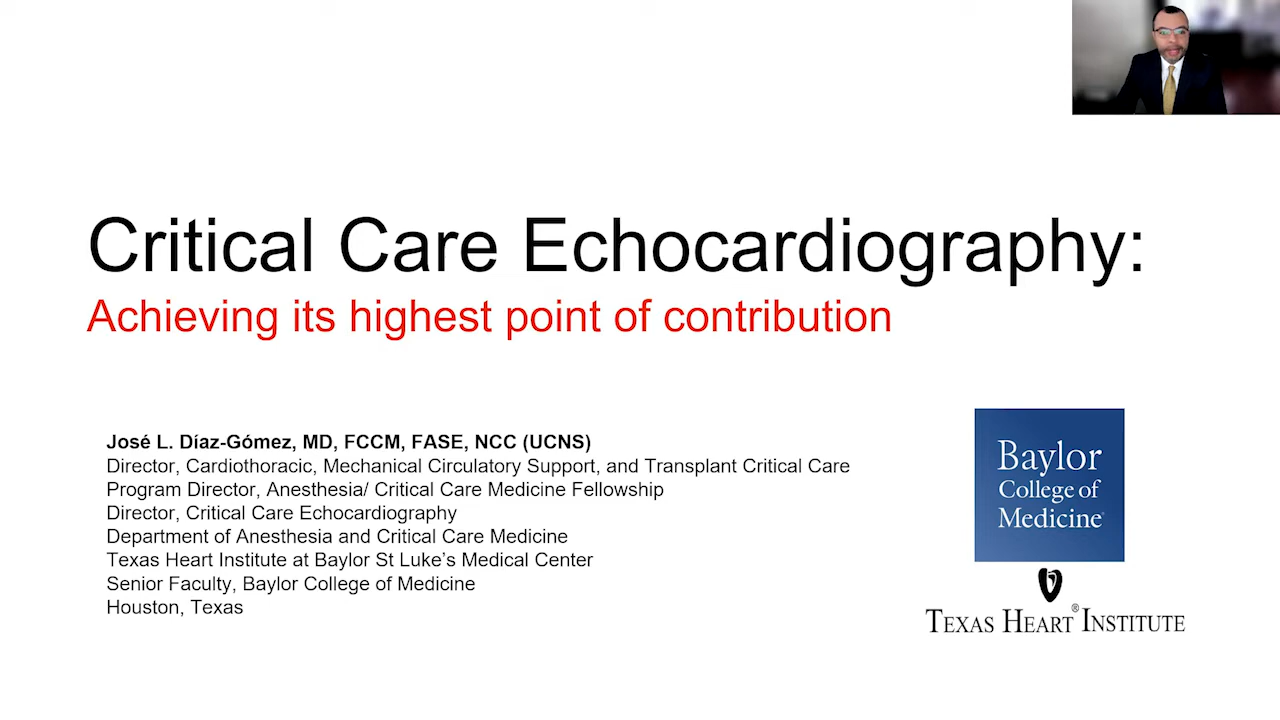 Critical Care Echocardiography:
Achieving its highest point of contribution
José L. Díaz-Gómez, MD, FCCM, FASE, NCC (UCNS)
Director, Cardiothoracic, Mechanical Circulatory Support, and Transplant Critical Care
Program Director, Anesthesia/ Critical Care Medicine Fellowship
Director, Critical Care Echocardiography
Department of Anesthesia and Critical Care Medicine
Texas Heart Institute at Baylor St Luke’s Medical Center
Senior Faculty, Baylor College of Medicine
Houston, Texas
Baylor
College of
Medicine
TEXAS HEART® INSTITUTE